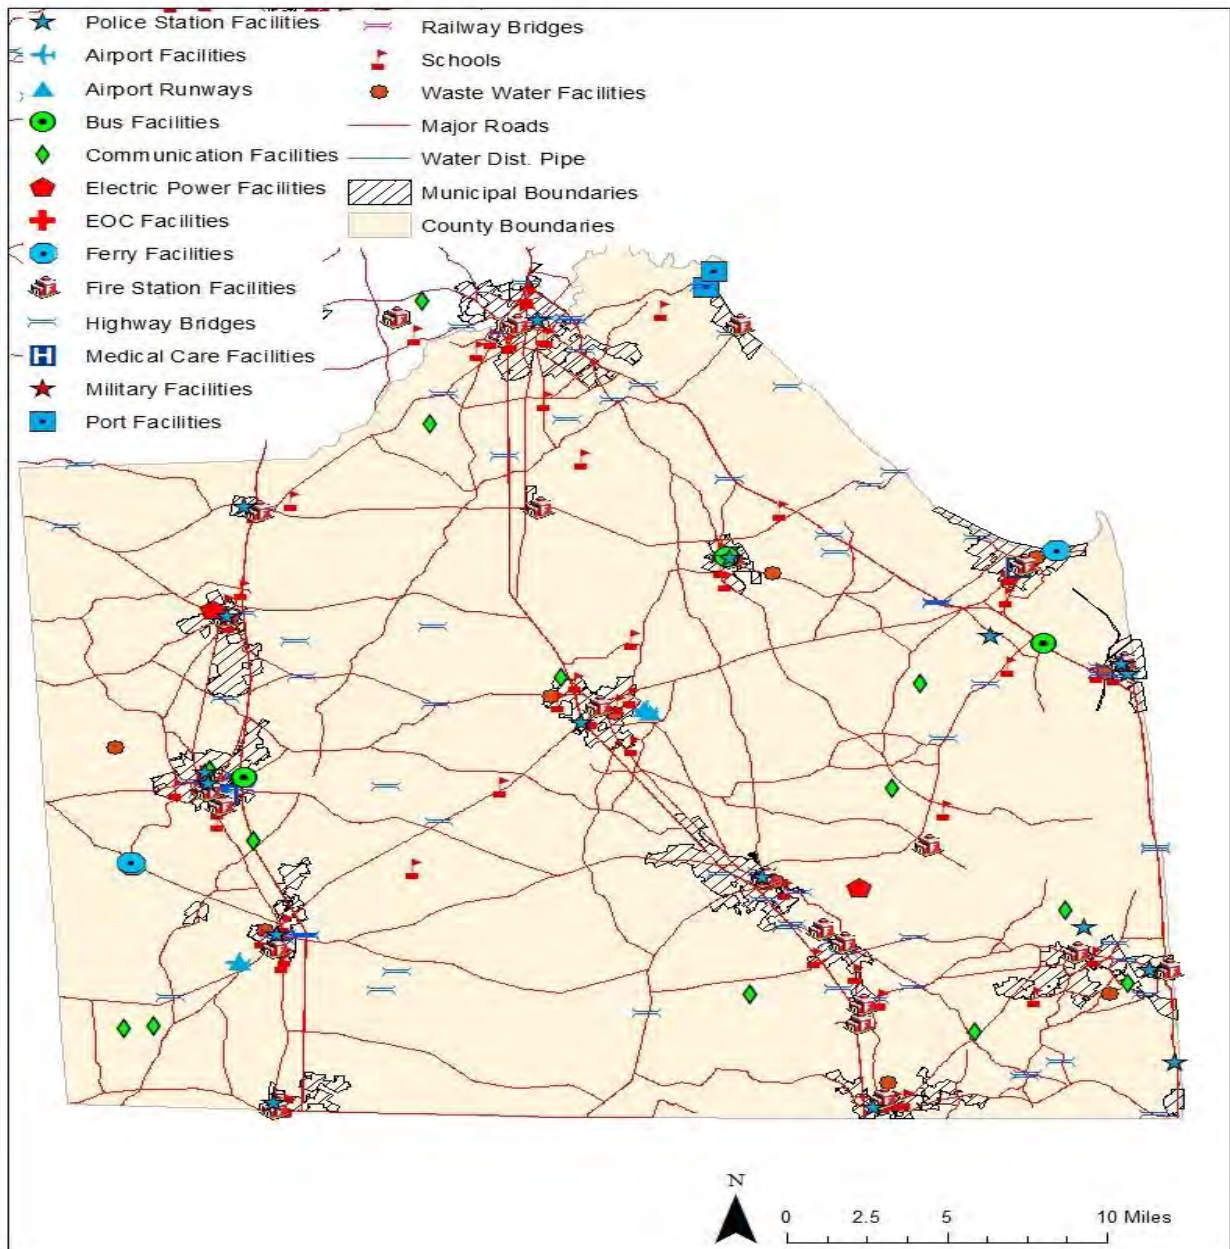 Police Station Facilities
Airport Facilities
Airport Runways
Bus Facilities
Communication Facilities
Electric Power Facilities
EOC Facilities
Ferry Facilities
Fire Station Facilities
Highway Bridges
H Medical Care Facilities
Military Facilities
Port Facilities
Railway Bridges
Schools
Waste Water Facilities
Major Roads
Water Dist. Pipe
Municipal Boundaries
County Boundaries
N
0 2.5 5 10 Miles